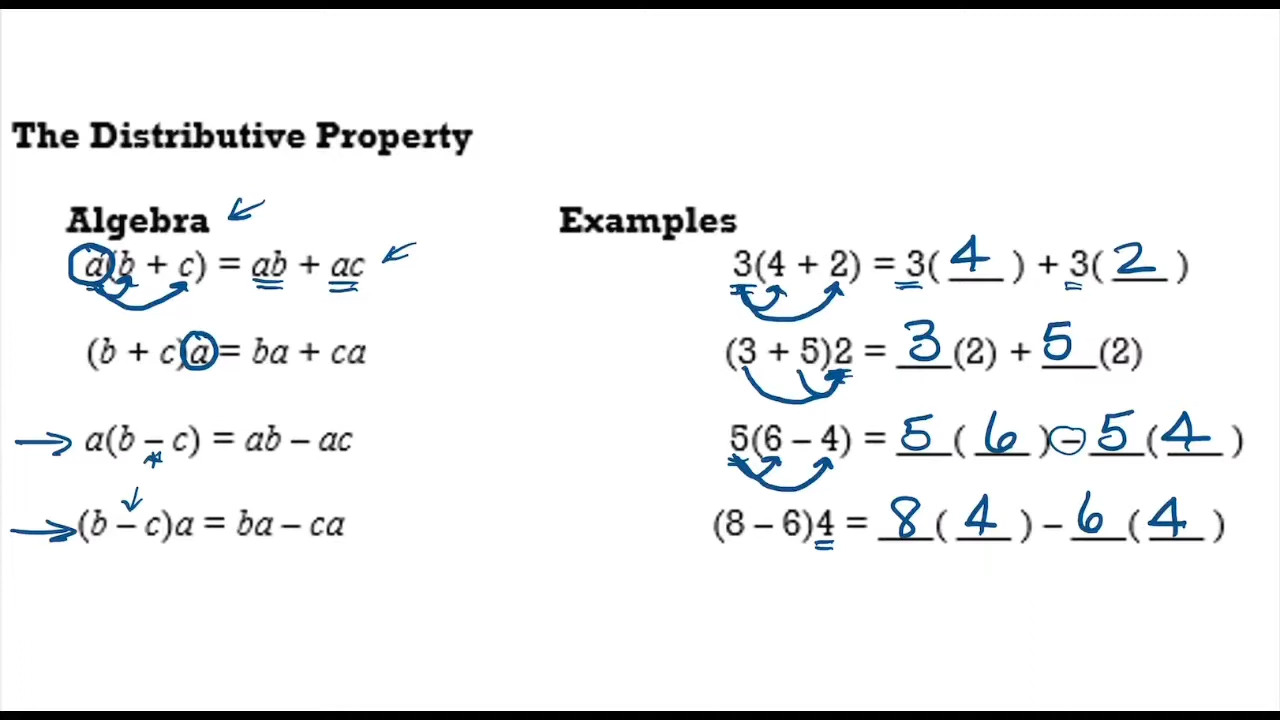 The Distributive Property
Algebra
a(b + c) = ab + ac
(b + c)a = ba + ca
a(b – c) = ab – ac
(b – c)a = ba – ca
Examples
3(4 + 2) = 3( 4 ) + 3( 2 )
(3 + 5)2 = 3 (2) + 5 (2)
5(6 – 4) = 5 ( 6 ) – 5 ( 4 )
(8 – 6)4 = 8 ( 4 ) – 6 ( 4 )